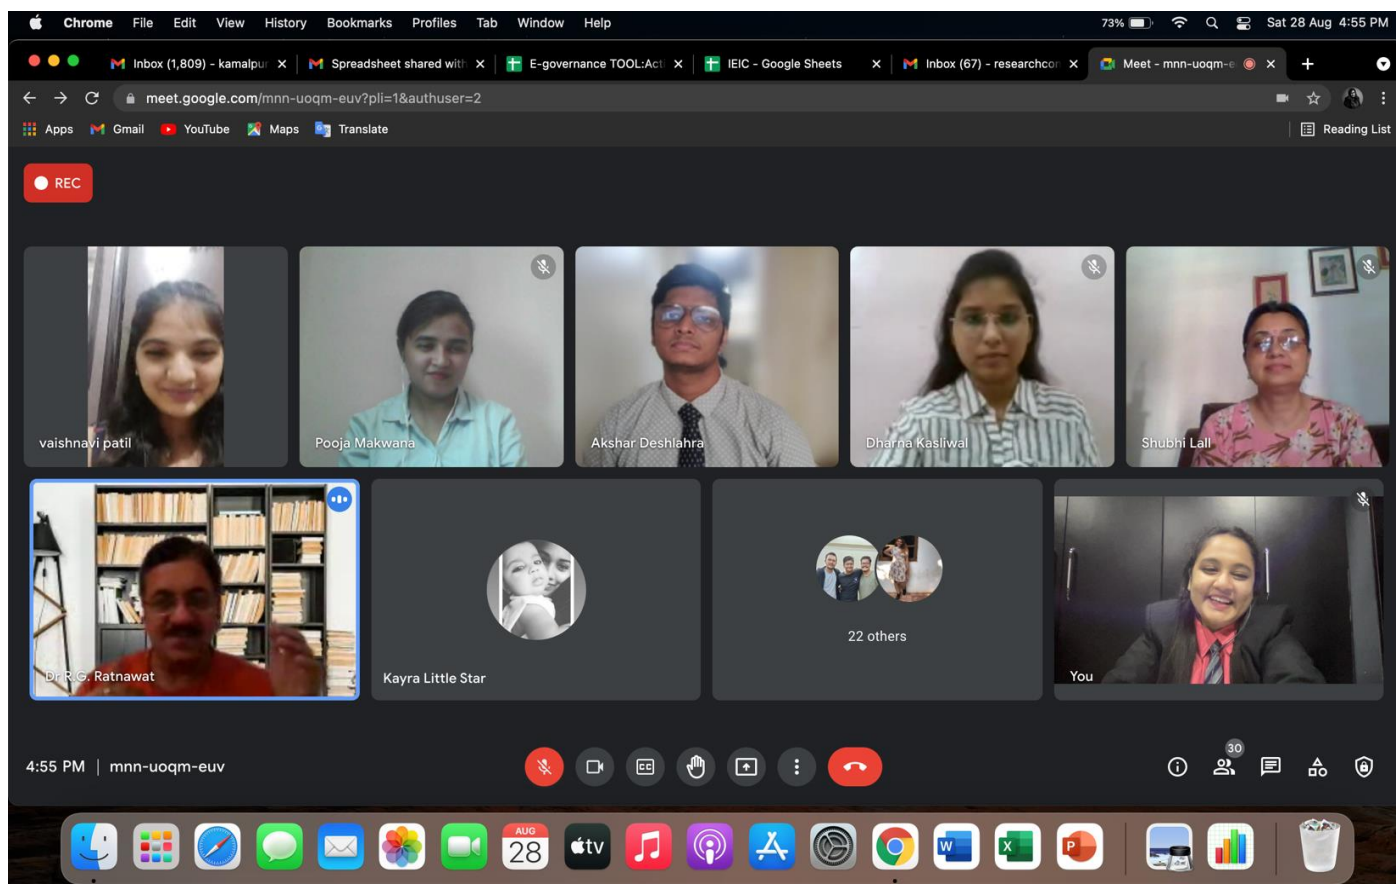 Chrome File Edit View History Bookmarks Profiles Tab Window Help 73% Sat 28 Aug 4:55 PM
Inbox (1,809) - kamalpur Spreadsheet shared with E-governance TOOL:Acti IEIC - Google Sheets Inbox (67) - researchcon Meet - mnn-uoqm-e
meet.google.com/mnn-uoqm-euv?pli=1&authuser=2
Apps Gmail YouTube Maps Translate Reading List
REC
vaishnavi patil Pooja Makwana Akshar Deshlahra Dharna Kasliwal Shubhi Lall
22 others
Dr R.G. Ratnawat Kayra Little Star You
30
4:55 PM | mnn-uoqm-euv
CC
AUG
28 tv W X P